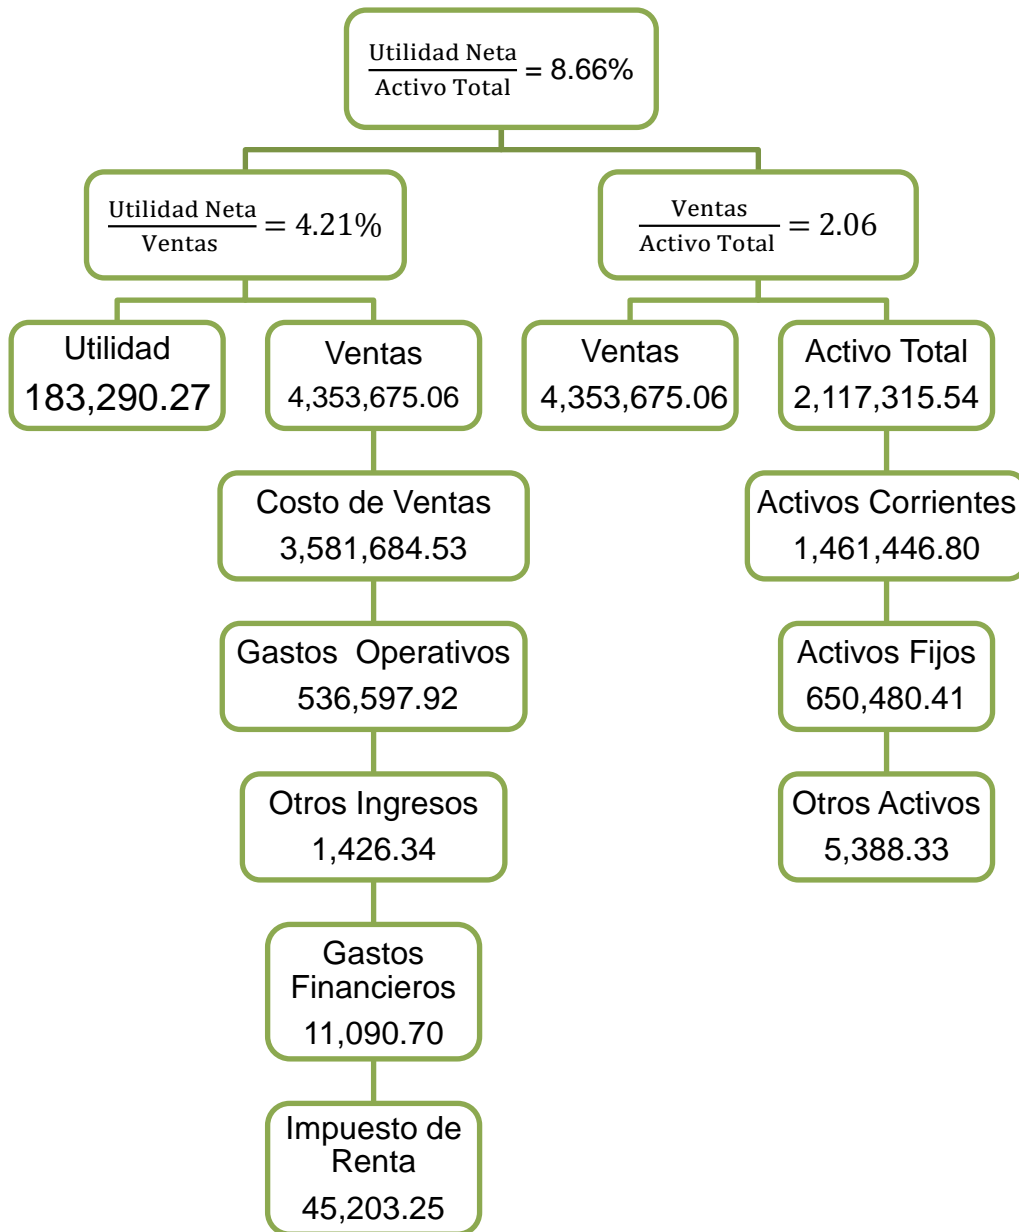 Utilidad Neta
Activo Total = 8.66%
Utilidad Neta
Ventas = 4.21%
Ventas
Activo Total = 2.06
Utilidad
183,290.27
Ventas
4,353,675.06
Ventas
4,353,675.06
Activo Total
2,117,315.54
Costo de Ventas
3,581,684.53
Activos Corrientes
1,461,446.80
Gastos Operativos
536,597.92
Activos Fijos
650,480.41
Otros Ingresos
1,426.34
Otros Activos
5,388.33
Gastos
Financieros
11,090.70
Impuesto de
Renta
45,203.25